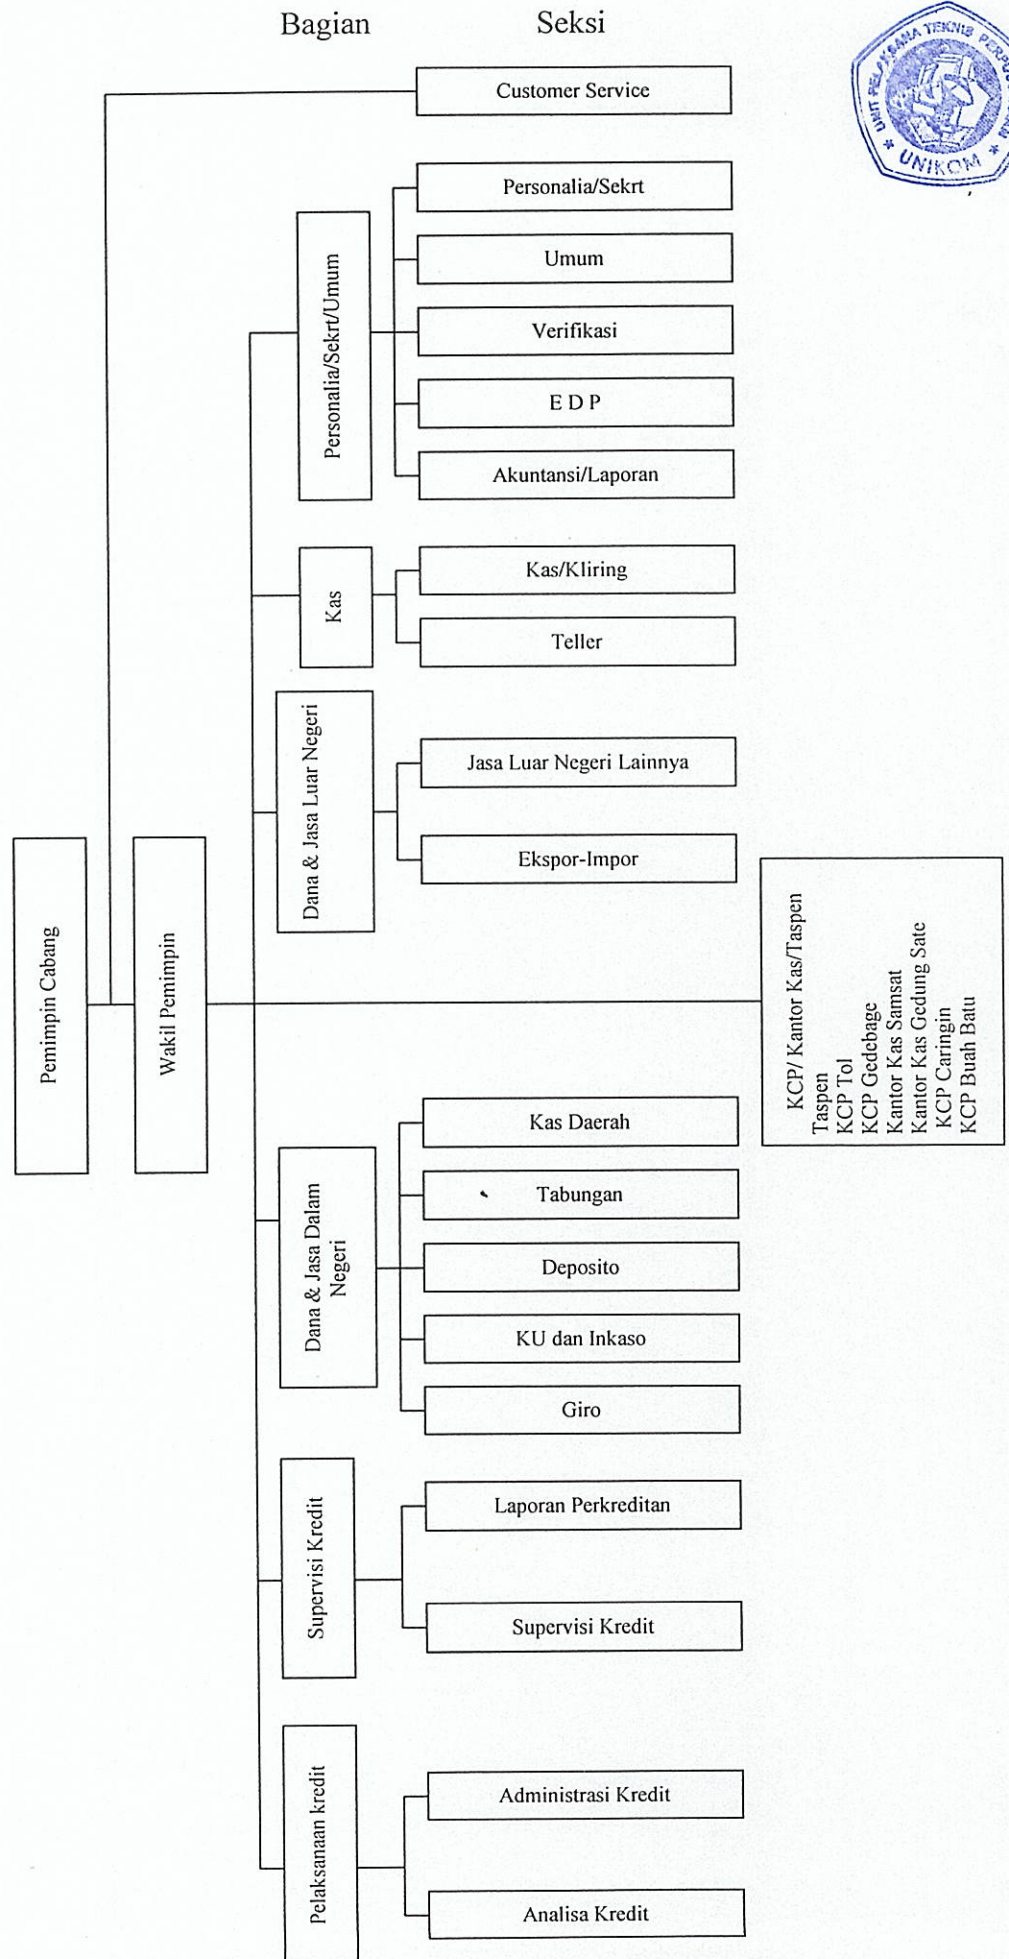 Bagian
Seksi
UNIT PELAKSANA TEKNIS PERPUSTAKAAN
* UNIKOM *
Customer Service
Personalia/Sekrt/Umum
Personalia/Sekrt
Umum
Verifikasi
E D P
Akuntansi/Laporan
Kas
Kas/Kliring
Teller
Dana & Jasa Luar Negeri
Jasa Luar Negeri Lainnya
Ekspor-Impor
Pemimpin Cabang
Wakil Pemimpin
KCP/ Kantor Kas/Taspen
Taspen
KCP Tol
KCP Gedebage
Kantor Kas Samsat
Kantor Kas Gedung Sate
KCP Caringin
KCP Buah Batu
Dana & Jasa Dalam
Negeri
Kas Daerah
Tabungan
Deposito
KU dan Inkaso
Giro
Supervisi Kredit
Laporan Perkreditan
Supervisi Kredit
Pelaksanaan kredit
Administrasi Kredit
Analisa Kredit